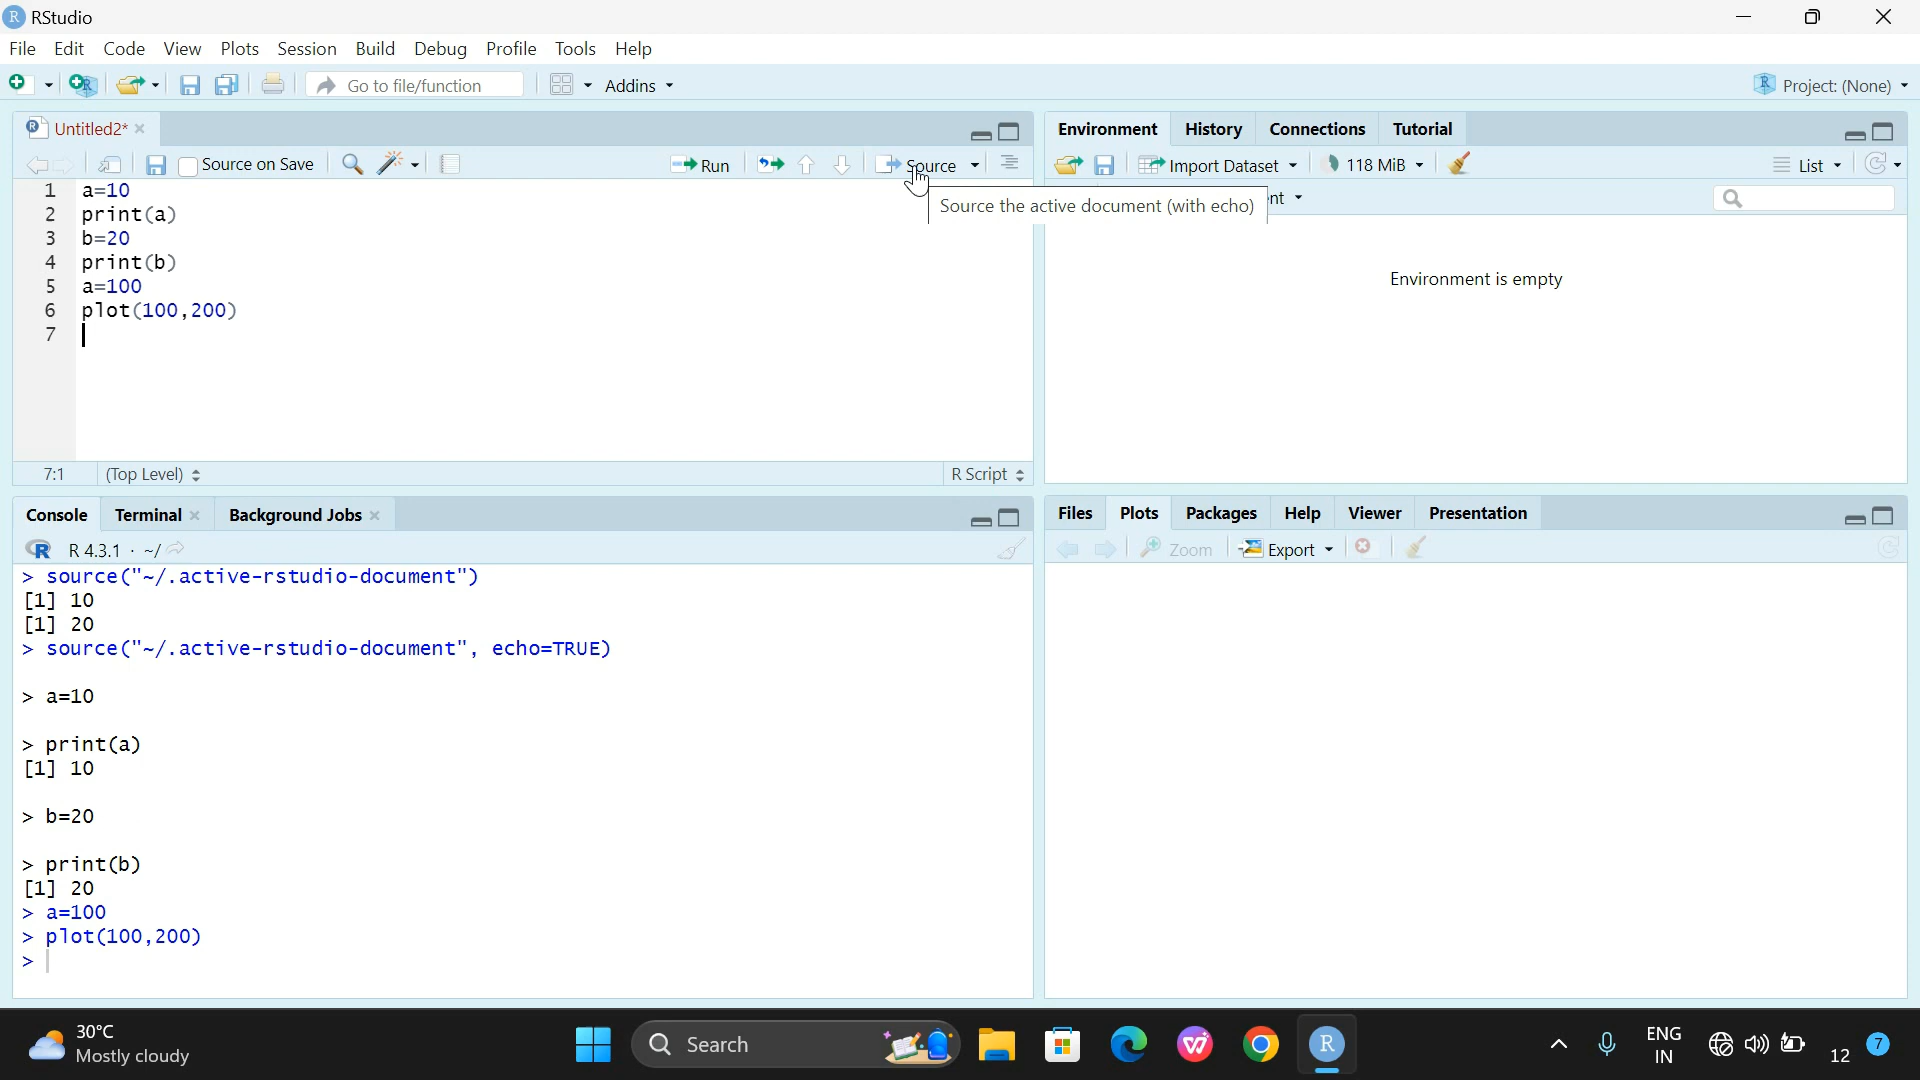 RStudio
File Edit Code View Plots Session Build Debug Profile Tools Help
Go to file/function Addins Project: (None)
Untitled2*
Source on Save Run Source
1 a=10
2 print(a)
3 b=20
4 print(b)
5 a=100
6 plot(100,200)
7
Source the active document (with echo)
7:1 (Top Level) R Script
Environment History Connections Tutorial
Import Dataset 118 MiB List
nt
Environment is empty
Console Terminal Background Jobs
R 4.3.1 · ~/
> source("~/.active-rstudio-document")
[1] 10
[1] 20
> source("~/.active-rstudio-document", echo=TRUE)
> a=10
> print(a)
[1] 10
> b=20
> print(b)
[1] 20
> a=100
> plot(100,200)
>
Files Plots Packages Help Viewer Presentation
Zoom Export
30°C
Mostly cloudy
Search
ENG
IN
12
7